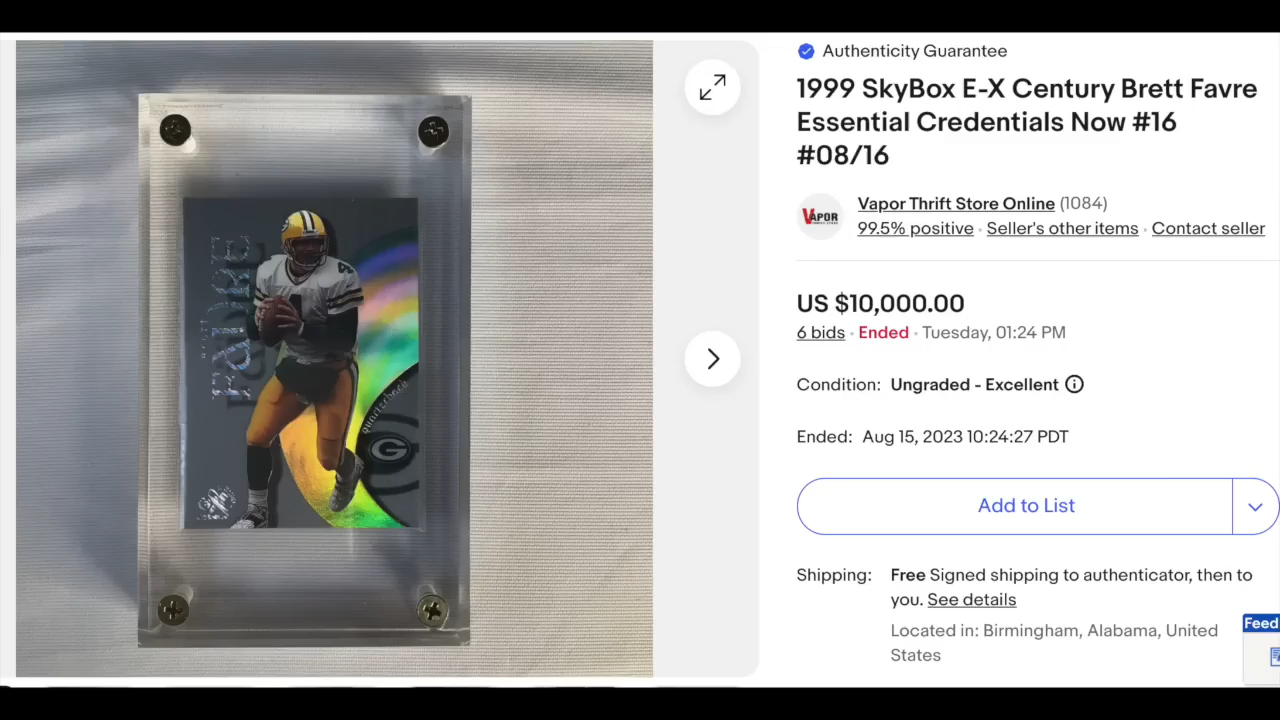 Authenticity Guarantee
1999 SkyBox E-X Century Brett Favre
Essential Credentials Now #16
#08/16
VAPOR
Vapor Thrift Store Online (1084)
99.5% positive · Seller's other items · Contact seller
US $10,000.00
6 bids · Ended · Tuesday, 01:24 PM
Condition: Ungraded - Excellent
Ended: Aug 15, 2023 10:24:27 PDT
Add to List
Shipping: Free Signed shipping to authenticator, then to
you. See details
Located in: Birmingham, Alabama, United
States
Feed
FAVRE
4
quarterback
G